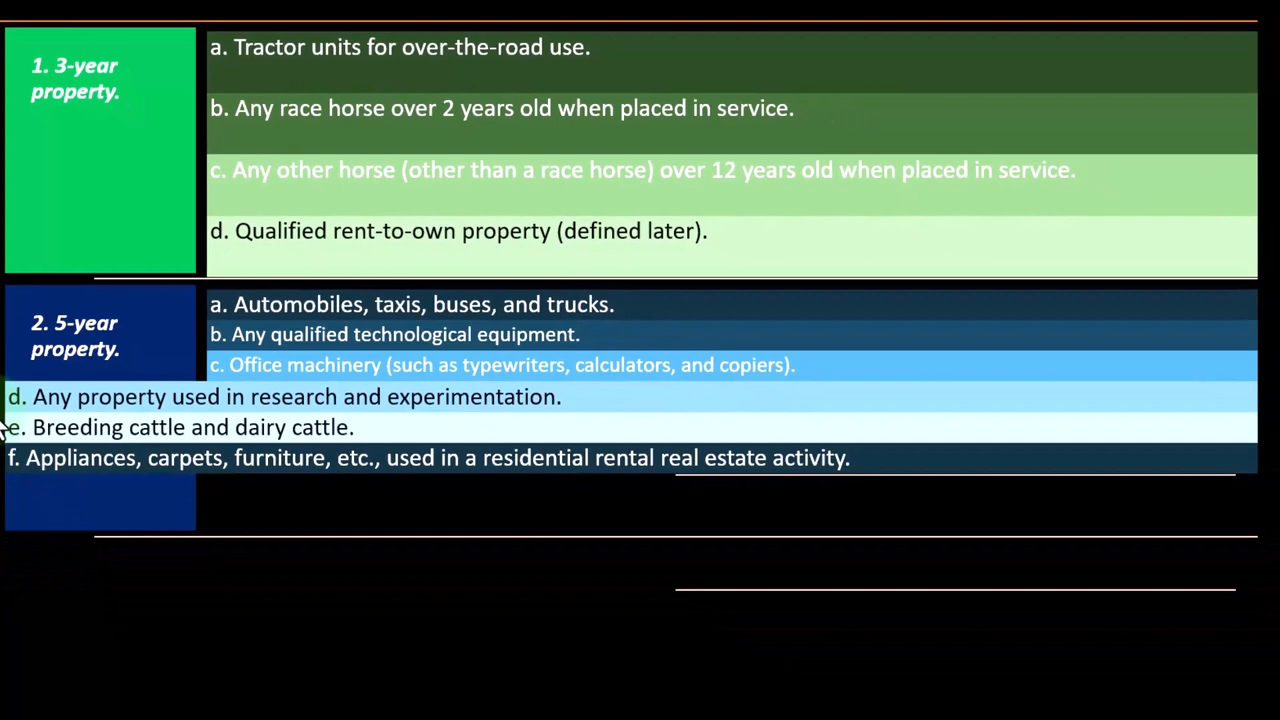 1. 3-year
property.
a. Tractor units for over-the-road use.
b. Any race horse over 2 years old when placed in service.
c. Any other horse (other than a race horse) over 12 years old when placed in service.
d. Qualified rent-to-own property (defined later).
2. 5-year
property.
a. Automobiles, taxis, buses, and trucks.
b. Any qualified technological equipment.
c. Office machinery (such as typewriters, calculators, and copiers).
d. Any property used in research and experimentation.
e. Breeding cattle and dairy cattle.
f. Appliances, carpets, furniture, etc., used in a residential rental real estate activity.